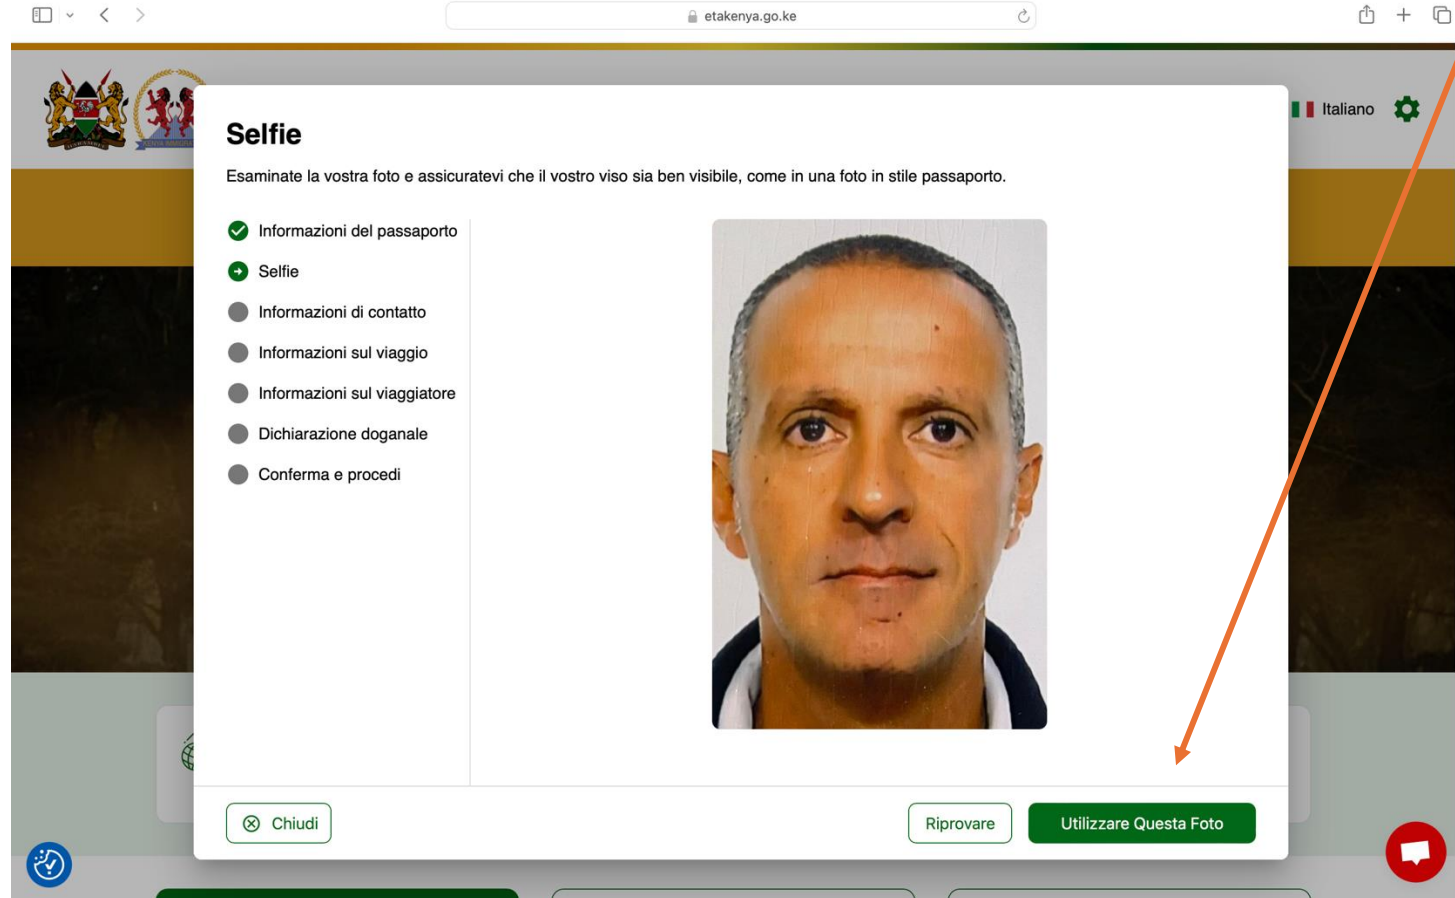 etakenya.go.ke
Italiano
Selfie
Esaminate la vostra foto e assicuratevi che il vostro viso sia ben visibile, come in una foto in stile passaporto.
Informazioni del passaporto
Selfie
Informazioni di contatto
Informazioni sul viaggio
Informazioni sul viaggiatore
Dichiarazione doganale
Conferma e procedi
Chiudi
Riprovare
Utilizzare Questa Foto